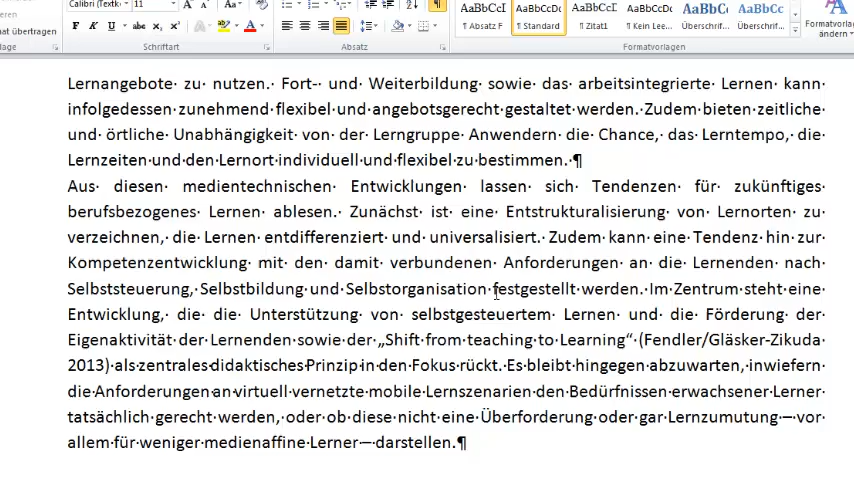 Calibri (Textk
Aa
AaBbCcI AaBbCcDc AaBbCcI AaBbCcDc AaBbC AaBbCc
F K U abc x₂ x² A ab A
¶ Absatz F ¶ Standard ¶ Zitat1 ¶ Kein Lee... Überschrif... Überschrif...
Formatvorlagen
ändern
at übertragen
lage Schriftart Absatz Formatvorlagen
Lernangebote zu nutzen. Fort- und Weiterbildung sowie das arbeitsintegrierte Lernen kann
infolgedessen zunehmend flexibel und angebotsgerecht gestaltet werden. Zudem bieten zeitliche
und örtliche Unabhängigkeit von der Lerngruppe Anwendern die Chance, das Lerntempo, die
Lernzeiten und den Lernort individuell und flexibel zu bestimmen. ¶
Aus diesen medientechnischen Entwicklungen lassen sich Tendenzen für zukünftiges
berufsbezogenes Lernen ablesen. Zunächst ist eine Entstrukturalisierung von Lernorten zu
verzeichnen, die Lernen entdifferenziert und universalisiert. Zudem kann eine Tendenz hin zur
Kompetenzentwicklung mit den damit verbundenen Anforderungen an die Lernenden nach
Selbststeuerung, Selbstbildung und Selbstorganisation festgestellt werden. Im Zentrum steht eine
Entwicklung, die die Unterstützung von selbstgesteuertem Lernen und die Förderung der
Eigenaktivität der Lernenden sowie der „Shift from teaching to Learning“ (Fendler/Gläsker-Zikuda
2013) als zentrales didaktisches Prinzip in den Fokus rückt. Es bleibt hingegen abzuwarten, inwiefern
die Anforderungen an virtuell vernetzte mobile Lernszenarien den Bedürfnissen erwachsener Lerner
tatsächlich gerecht werden, oder ob diese nicht eine Überforderung oder gar Lernzumutung – vor
allem für weniger medienaffine Lerner – darstellen.¶